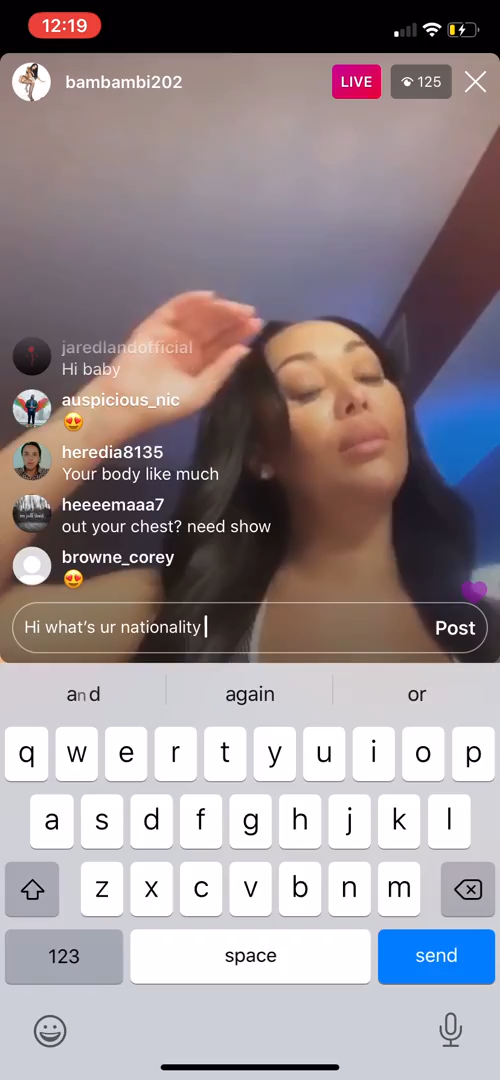 12:19
bambambi202
LIVE
125
jaredlandofficial
Hi baby
auspicious_nic
😍
heredia8135
Your body like much
heeeemaaa7
out your chest? need show
browne_corey
😍
Hi what's ur nationality
Post
and
again
or
q w e r t y u i o p
a s d f g h j k l
z x c v b n m
123
space
send